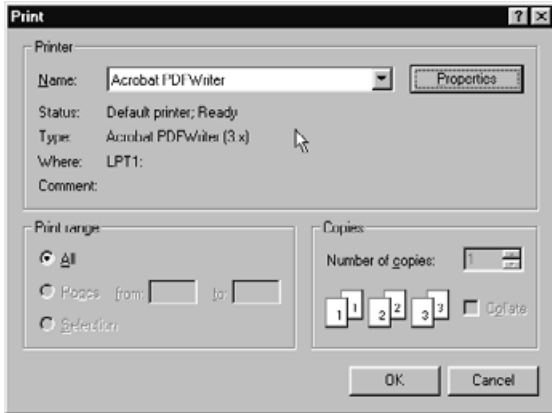 Print
Printer
Name: Acrobat PDFWriter Properties
Status: Default printer; Ready
Type: Acrobat PDFWriter (3.x)
Where: LPT1:
Comment:
Print range
All
Pages from: to:
Selection
Copies
Number of copies: 1
1 1 2 2 3 3 Collate
OK Cancel